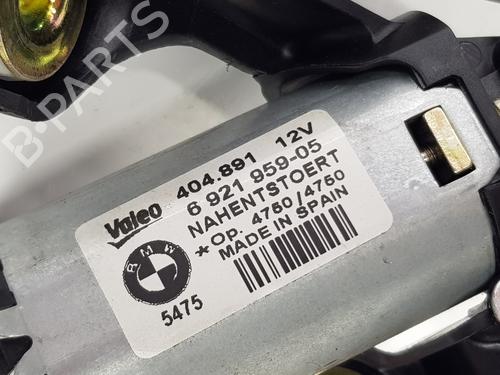 Valeo 404.891 12V
6 921 959-05
NAHENTSTOERT
* Op. 4750/4750
MADE IN SPAIN
BMW
5475
B-PARTS